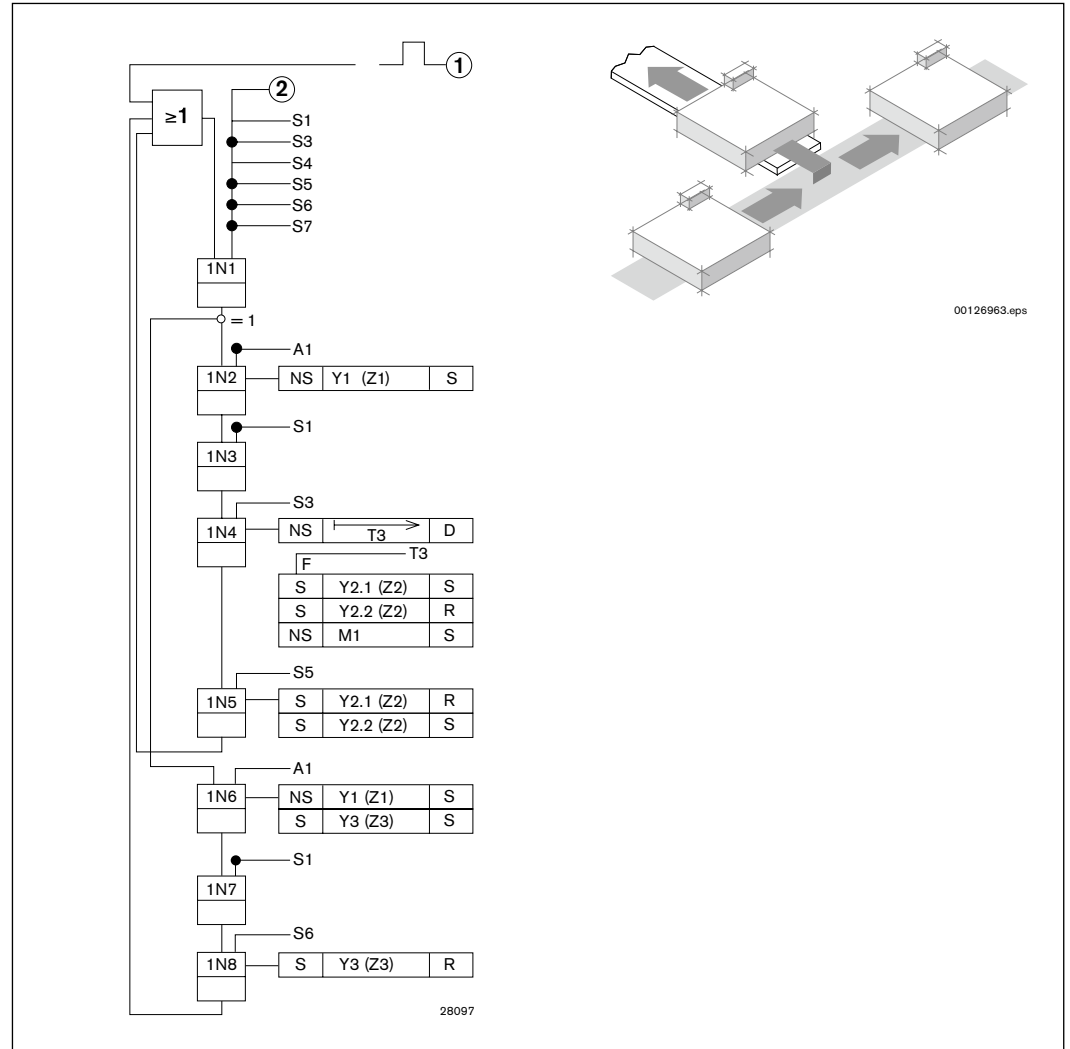 1
2
≥1
S1
S3
S4
S5
S6
S7
1N1
= 1
A1
1N2 NS Y1 (Z1) S
S1
1N3
S3
1N4 NS T3 D
T3
F
S Y2.1 (Z2) S
S Y2.2 (Z2) R
NS M1 S
S5
1N5 S Y2.1 (Z2) R
S Y2.2 (Z2) S
A1
1N6 NS Y1 (Z1) S
S Y3 (Z3) S
S1
1N7
S6
1N8 S Y3 (Z3) R
28097
00126963.eps